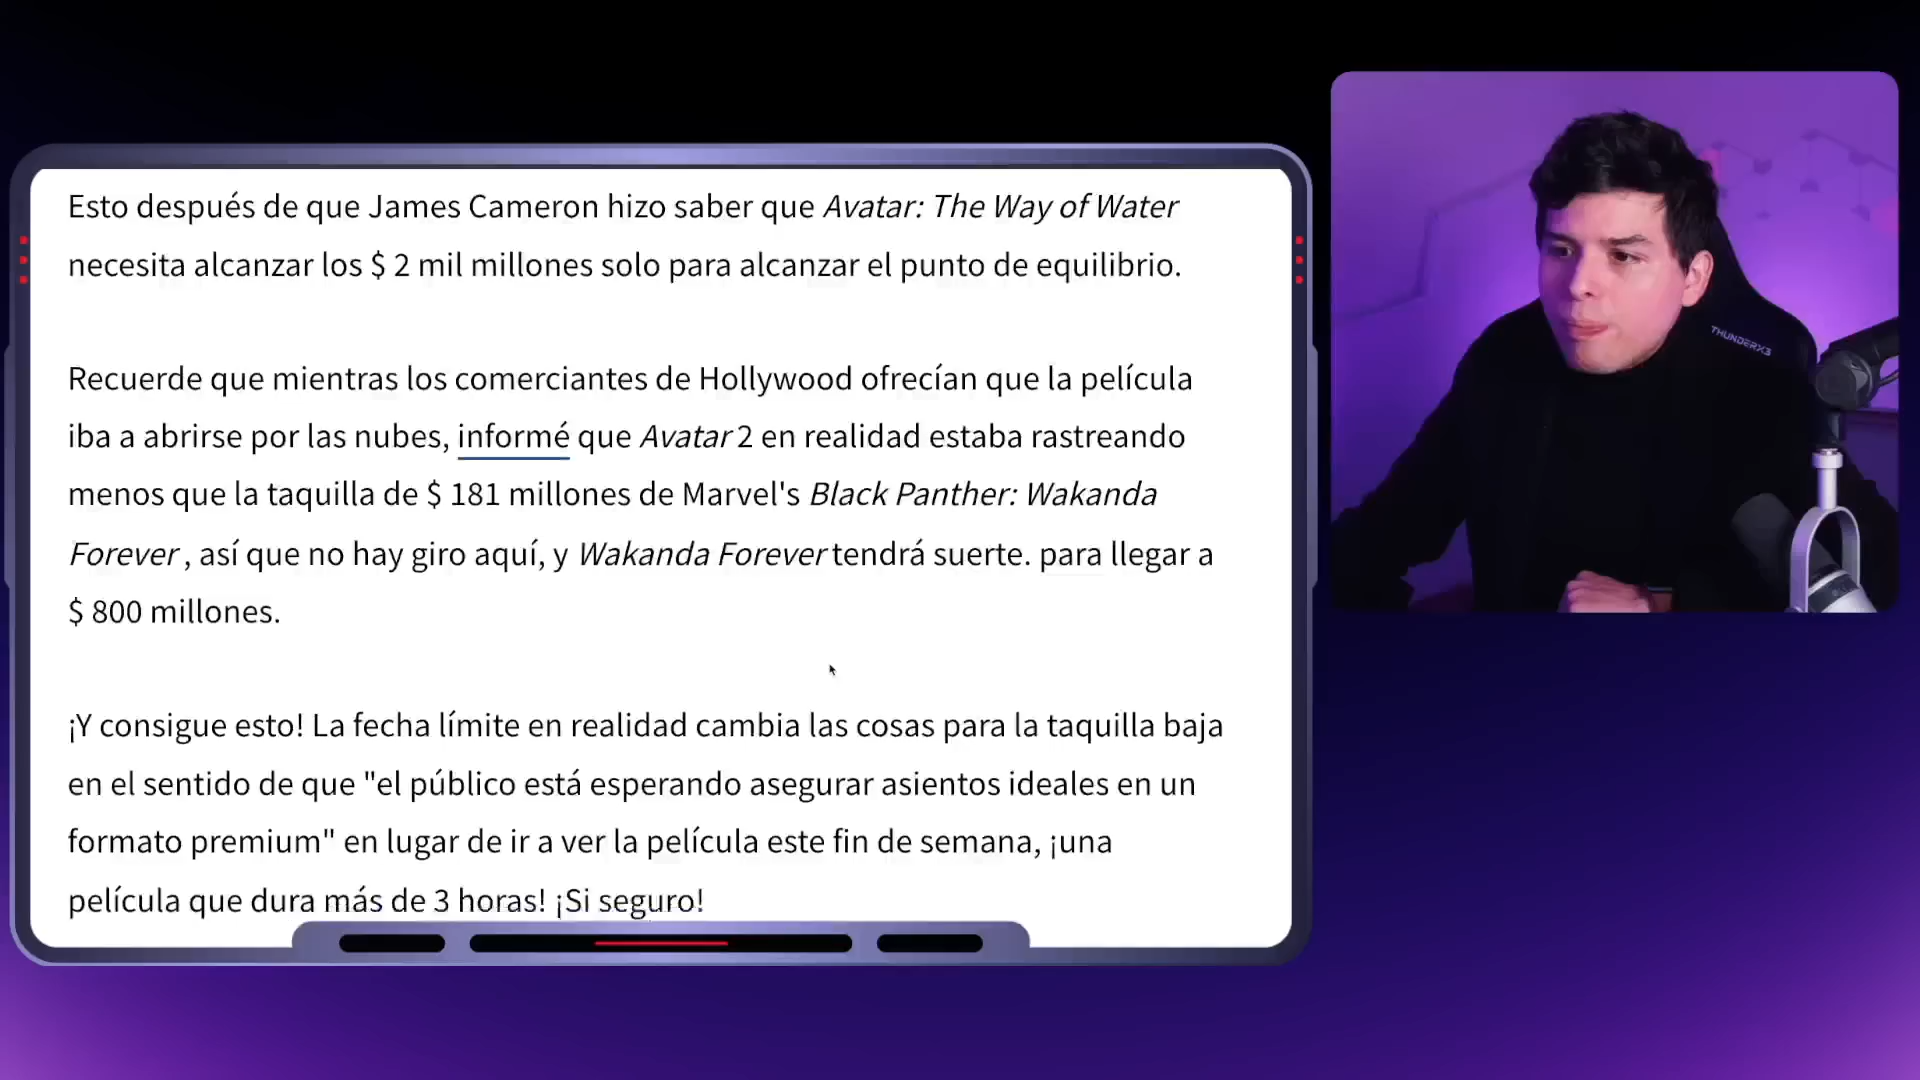 Esto después de que James Cameron hizo saber que Avatar: The Way of Water
necesita alcanzar los $ 2 mil millones solo para alcanzar el punto de equilibrio.
Recuerde que mientras los comerciantes de Hollywood ofrecían que la película
iba a abrirse por las nubes, informé que Avatar 2 en realidad estaba rastreando
menos que la taquilla de $ 181 millones de Marvel's Black Panther: Wakanda
Forever , así que no hay giro aquí, y Wakanda Forever tendrá suerte. para llegar a
$ 800 millones.
¡Y consigue esto! La fecha límite en realidad cambia las cosas para la taquilla baja
en el sentido de que "el público está esperando asegurar asientos ideales en un
formato premium" en lugar de ir a ver la película este fin de semana, ¡una
película que dura más de 3 horas! ¡Si seguro!
THUNDERX3